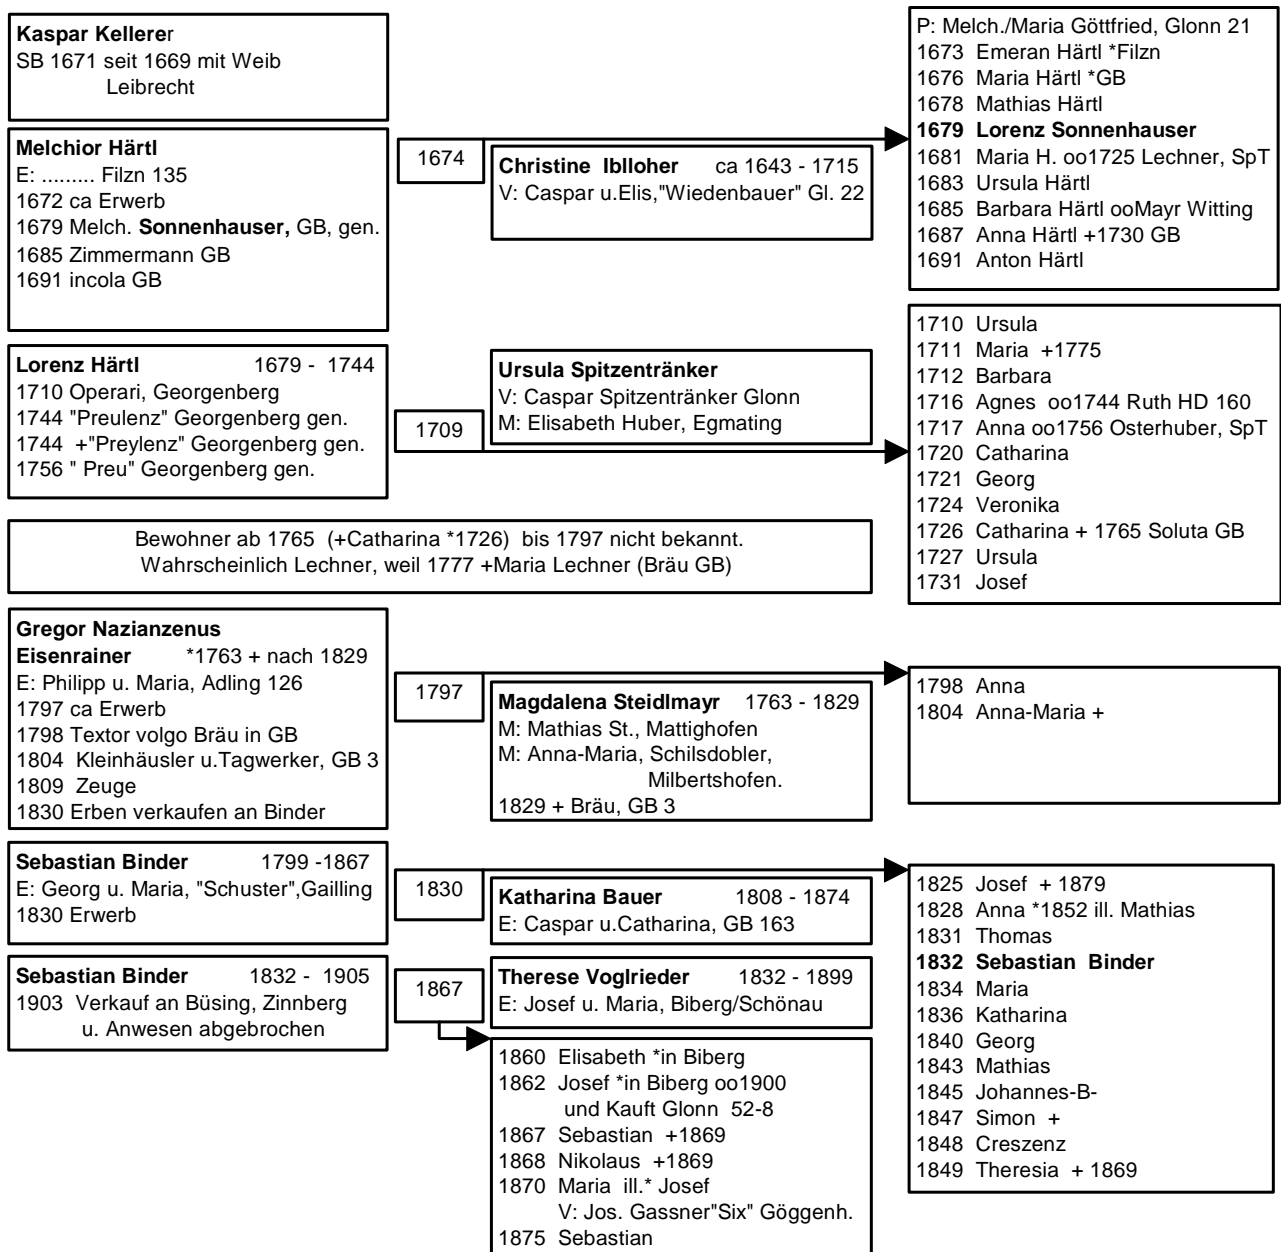 Kaspar Kellerer
SB 1671 seit 1669 mit Weib
Leibrecht
Melchior Härtl
E: ......... Filzn 135
1672 ca Erwerb
1679 Melch. Sonnenhauser, GB, gen.
1685 Zimmermann GB
1691 incola GB
1674
Christine Iblloher ca 1643 - 1715
V: Caspar u.Elis,"Wiedenbauer" Gl. 22
P: Melch./Maria Göttfried, Glonn 21
1673 Emeran Härtl *Filzn
1676 Maria Härtl *GB
1678 Mathias Härtl
1679 Lorenz Sonnenhauser
1681 Maria H. oo1725 Lechner, SpT
1683 Ursula Härtl
1685 Barbara Härtl ooMayr Witting
1687 Anna Härtl +1730 GB
1691 Anton Härtl
Lorenz Härtl 1679 - 1744
1710 Operari, Georgenberg
1744 "Preulenz" Georgenberg gen.
1744 +"Preylenz" Georgenberg gen.
1756 " Preu" Georgenberg gen.
1709
Ursula Spitzentränker
V: Caspar Spitzentränker Glonn
M: Elisabeth Huber, Egmating
1710 Ursula
1711 Maria +1775
1712 Barbara
1716 Agnes oo1744 Ruth HD 160
1717 Anna oo1756 Osterhuber, SpT
1720 Catharina
1721 Georg
1724 Veronika
1726 Catharina + 1765 Soluta GB
1727 Ursula
1731 Josef
Bewohner ab 1765 (+Catharina *1726) bis 1797 nicht bekannt.
Wahrscheinlich Lechner, weil 1777 +Maria Lechner (Bräu GB)
Gregor Nazianzenus
Eisenrainer *1763 + nach 1829
E: Philipp u. Maria, Adling 126
1797 ca Erwerb
1798 Textor volgo Bräu in GB
1804 Kleinhäusler u.Tagwerker, GB 3
1809 Zeuge
1830 Erben verkaufen an Binder
1797
Magdalena Steidlmayr 1763 - 1829
M: Mathias St., Mattighofen
M: Anna-Maria, Schilsdobler,
Milbertshofen.
1829 + Bräu, GB 3
1798 Anna
1804 Anna-Maria +
Sebastian Binder 1799 -1867
E: Georg u. Maria, "Schuster",Gailling
1830 Erwerb
1830
Katharina Bauer 1808 - 1874
E: Caspar u.Catharina, GB 163
1825 Josef + 1879
1828 Anna *1852 ill. Mathias
1831 Thomas
1832 Sebastian Binder
1834 Maria
1836 Katharina
1840 Georg
1843 Mathias
1845 Johannes-B-
1847 Simon +
1848 Creszenz
1849 Theresia + 1869
Sebastian Binder 1832 - 1905
1903 Verkauf an Büsing, Zinnberg
u. Anwesen abgebrochen
1867
Therese Voglrieder 1832 - 1899
E: Josef u. Maria, Biberg/Schönau
1860 Elisabeth *in Biberg
1862 Josef *in Biberg oo1900
und Kauft Glonn 52-8
1867 Sebastian +1869
1868 Nikolaus +1869
1870 Maria ill.* Josef
V: Jos. Gassner"Six" Göggenh.
1875 Sebastian